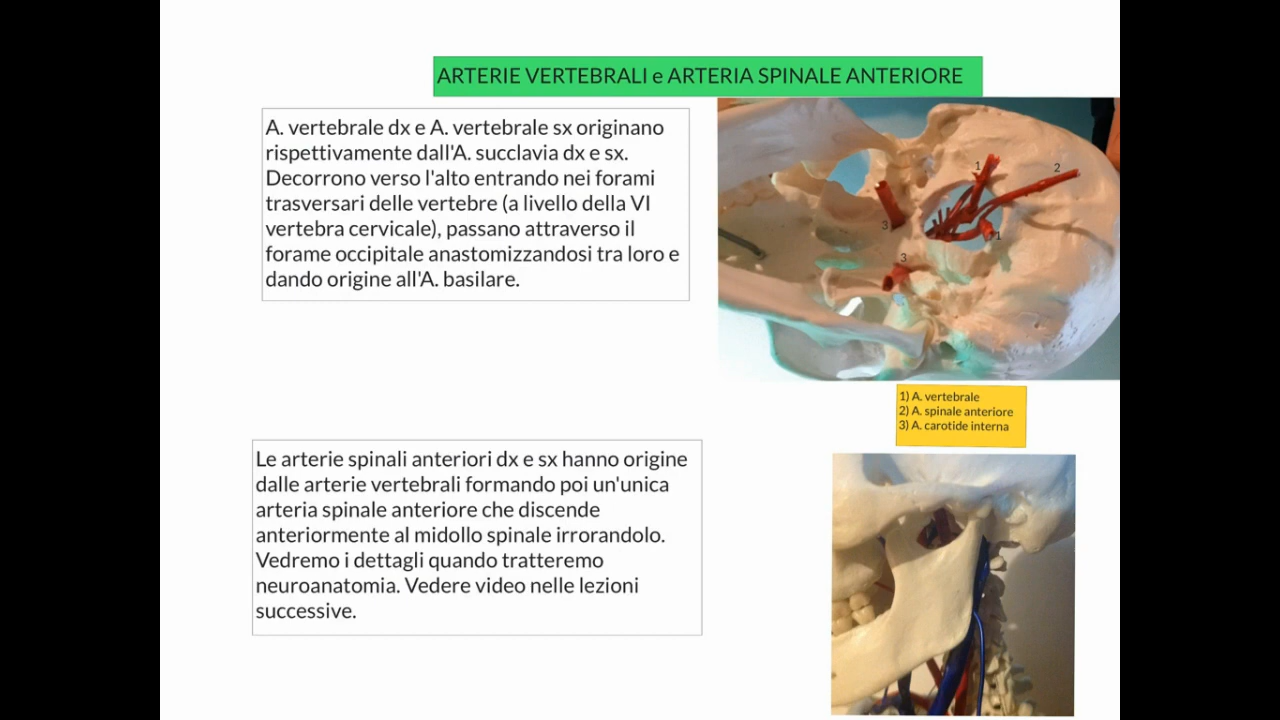 ARTERIE VERTEBRALI e ARTERIA SPINALE ANTERIORE
A. vertebrale dx e A. vertebrale sx originano
rispettivamente dall'A. succlavia dx e sx.
Decorrono verso l'alto entrando nei forami
trasversari delle vertebre (a livello della VI
vertebra cervicale), passano attraverso il
forame occipitale anastomizzandosi tra loro e
dando origine all'A. basilare.
1
2
3
1
3
1) A. vertebrale
2) A. spinale anteriore
3) A. carotide interna
Le arterie spinali anteriori dx e sx hanno origine
dalle arterie vertebrali formando poi un'unica
arteria spinale anteriore che discende
anteriormente al midollo spinale irrorandolo.
Vedremo i dettagli quando tratteremo
neuroanatomia. Vedere video nelle lezioni
successive.